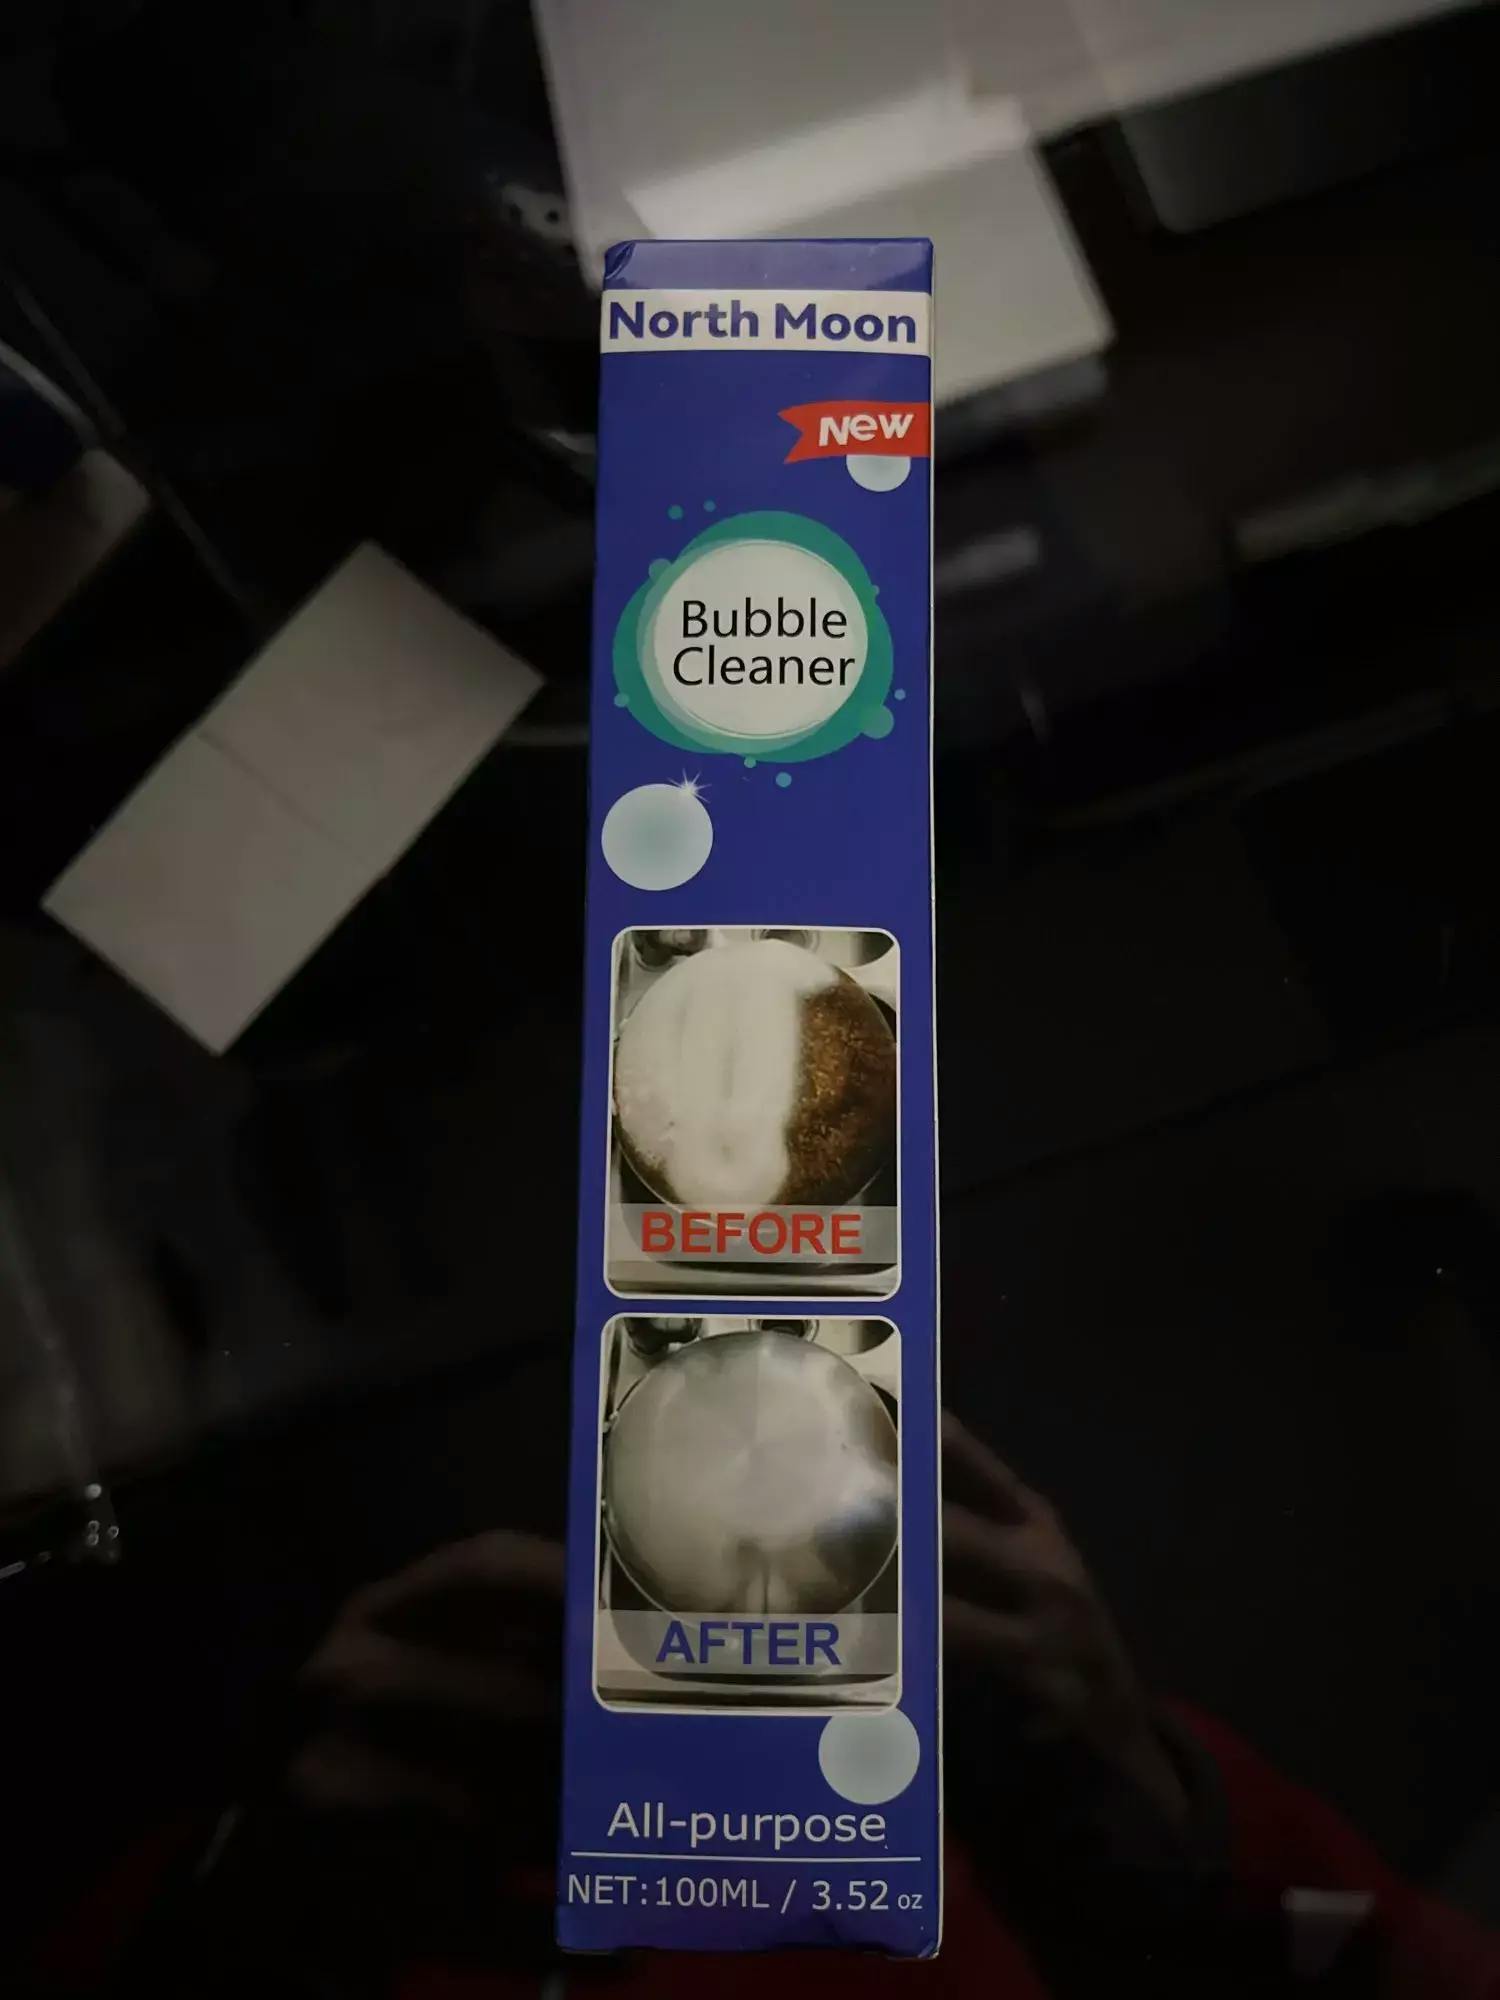 North Moon
New
Bubble
Cleaner
BEFORE
AFTER
All-purpose
NET:100ML / 3.52 oz